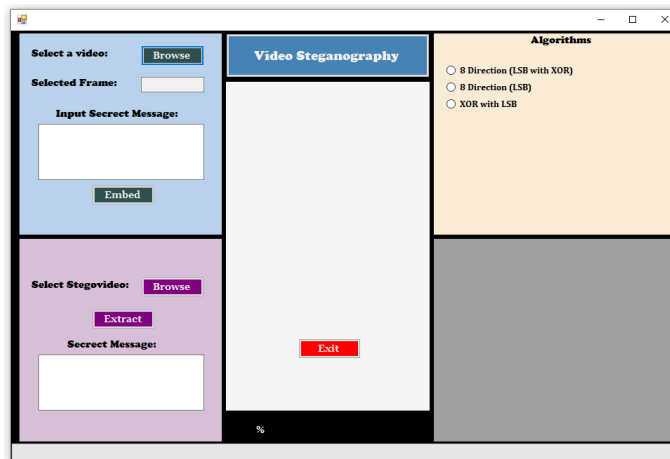 Select a video:
Browse
Selected Frame:
Input Secrect Message:
Embed
Select Stegovideo:
Browse
Extract
Secrect Message:
Video Steganography
Exit
%
Algorithms
8 Direction (LSB with XOR)
8 Direction (LSB)
XOR with LSB